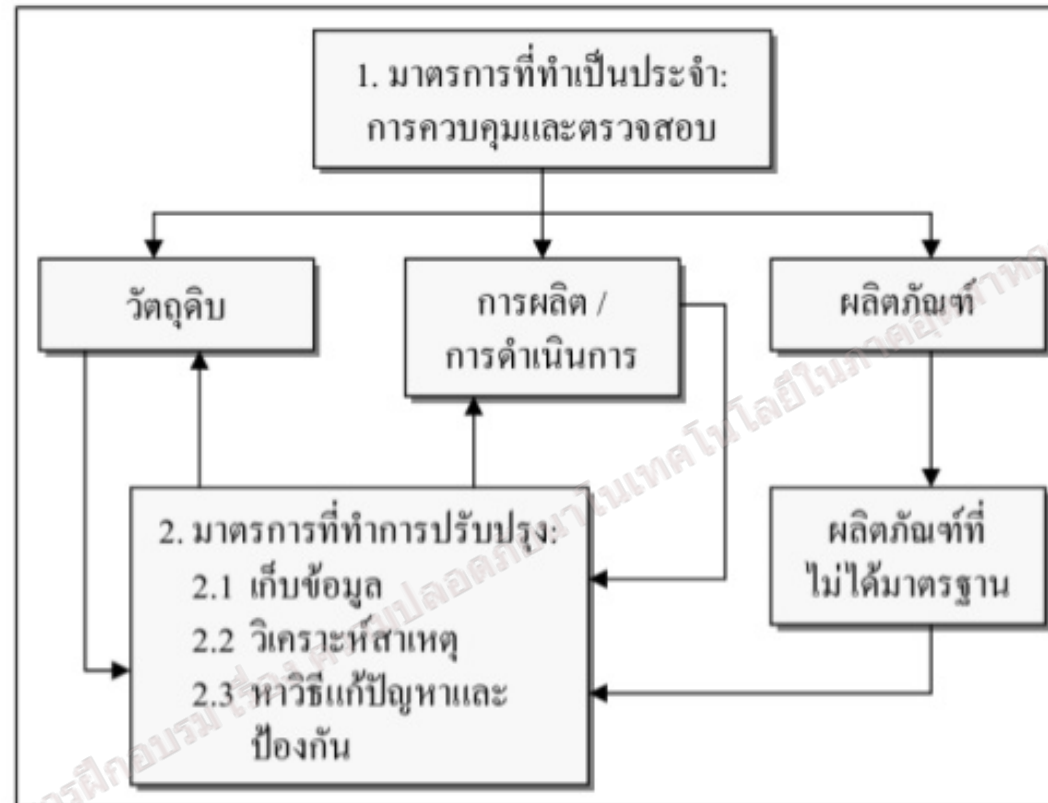 1. มาตรการที่ทำเป็นประจำ:
การควบคุมและตรวจสอบ
วัตถุดิบ
การผลิต /
การดำเนินการ
ผลิตภัณฑ์
2. มาตรการที่ทำการปรับปรุง:
2.1 เก็บข้อมูล
2.2 วิเคราะห์สาเหตุ
2.3 หาวิธีแก้ปัญหาและ
ป้องกัน
ผลิตภัณฑ์ที่
ไม่ได้มาตรฐาน